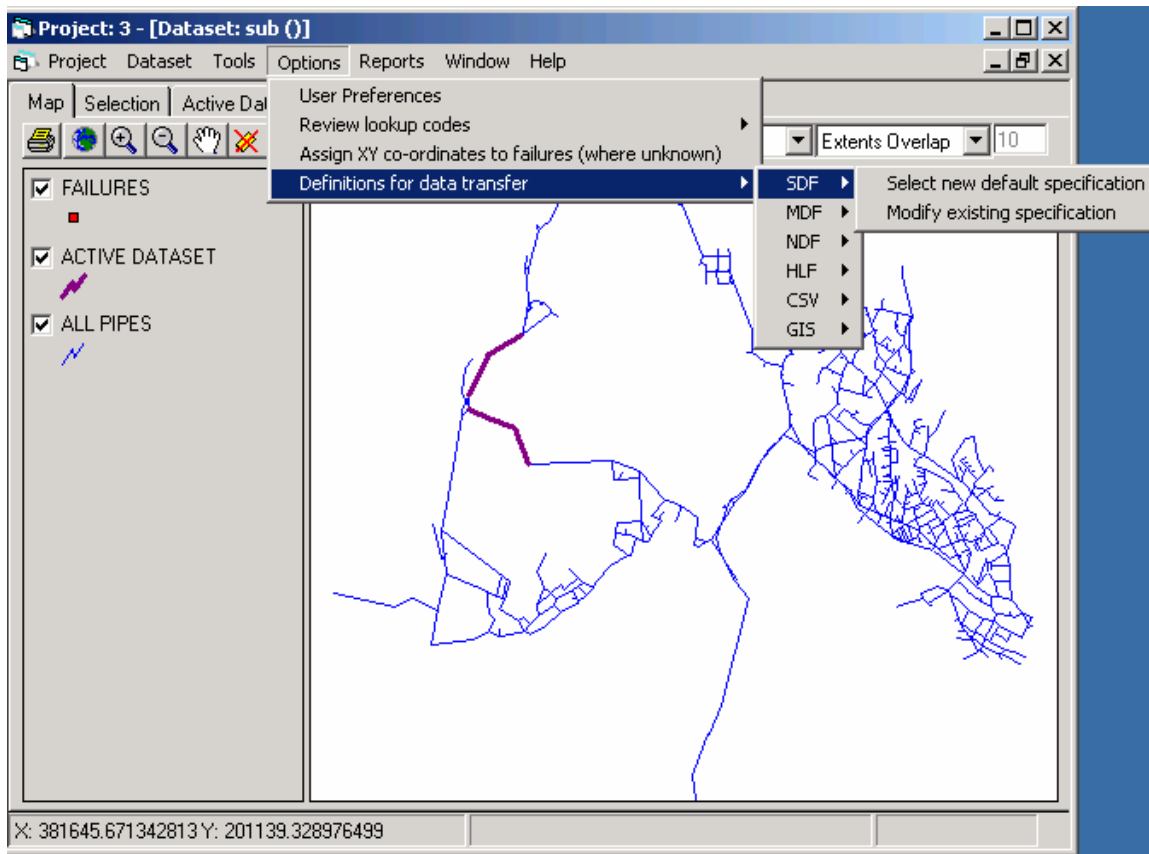 Project: 3 - [Dataset: sub ()]
Project Dataset Tools Options Reports Window Help
Map Selection Active Dat
User Preferences
Review lookup codes
Assign XY co-ordinates to failures (where unknown)
Definitions for data transfer
Extents Overlap 10
SDF
MDF
NDF
HLF
CSV
GIS
Select new default specification
Modify existing specification
FAILURES
ACTIVE DATASET
ALL PIPES
X: 381645.671342813 Y: 201139.328976499